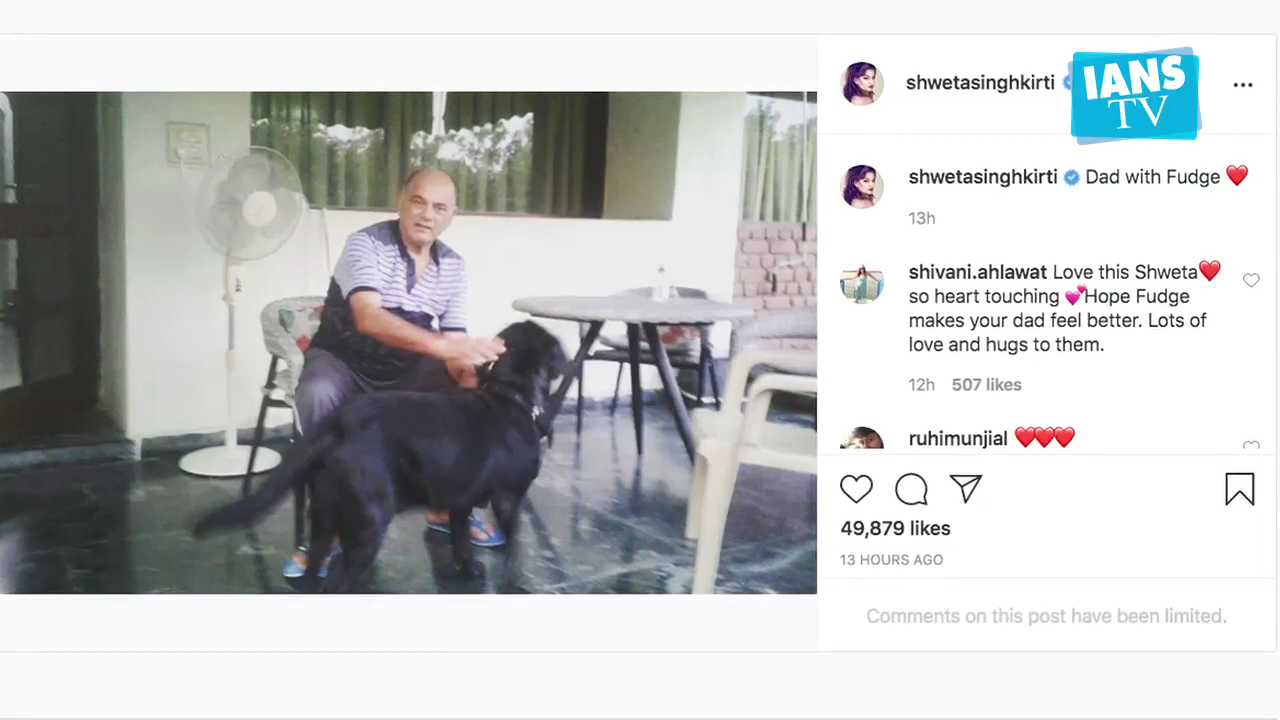 shwetasinghkirti
IANS
TV
shwetasinghkirti Dad with Fudge ❤️
13h
shivani.ahlawat Love this Shweta❤️
so heart touching 💕Hope Fudge
makes your dad feel better. Lots of
love and hugs to them.
12h 507 likes
ruhimunjial ❤️❤️❤️
49,879 likes
13 HOURS AGO
Comments on this post have been limited.